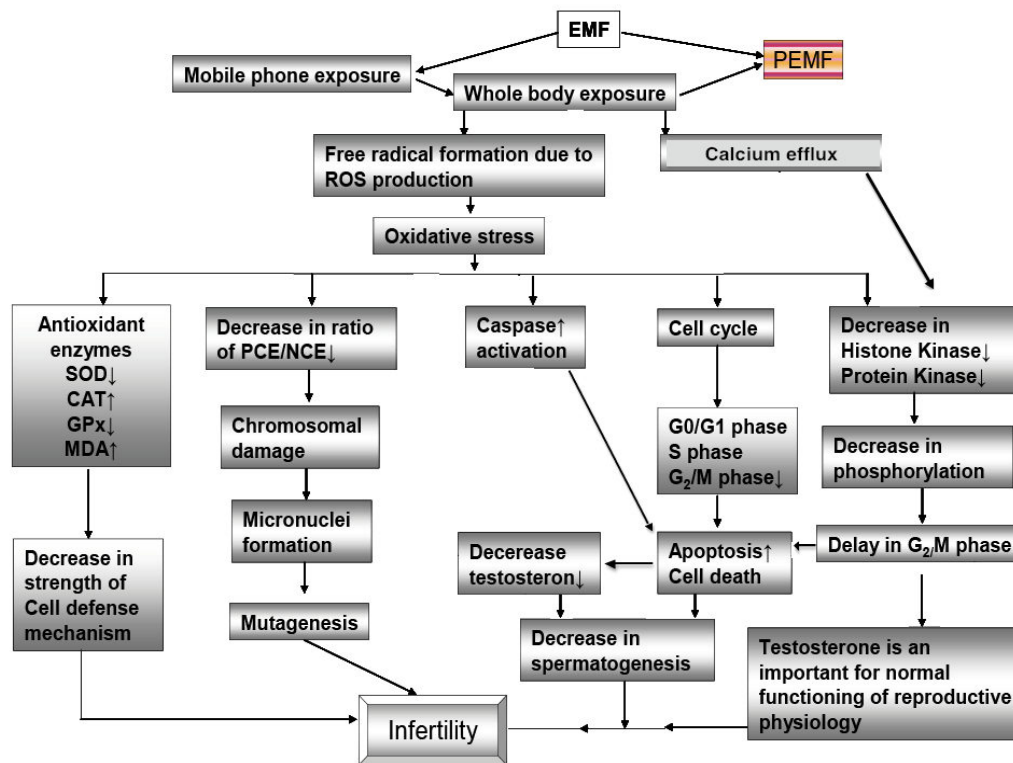 EMF
PEMF
Mobile phone exposure
Whole body exposure
Free radical formation due to
ROS production
Calcium efflux
Oxidative stress
Antioxidant
enzymes
SOD↓
CAT↑
GPx↓
MDA↑
Decrease in ratio
of PCE/NCE↓
Caspase↑
activation
Cell cycle
Decrease in
Histone Kinase↓
Protein Kinase↓
Chromosomal
damage
G0/G1 phase
S phase
G₂/M phase↓
Decrease in
phosphorylation
Micronuclei
formation
Decrease in
strength of
Cell defense
mechanism
Decerease
testosteron↓
Apoptosis↑
Cell death
Delay in G₂/M phase
Mutagenesis
Decrease in
spermatogenesis
Testosterone is an
important for normal
functioning of reproductive
physiology
Infertility